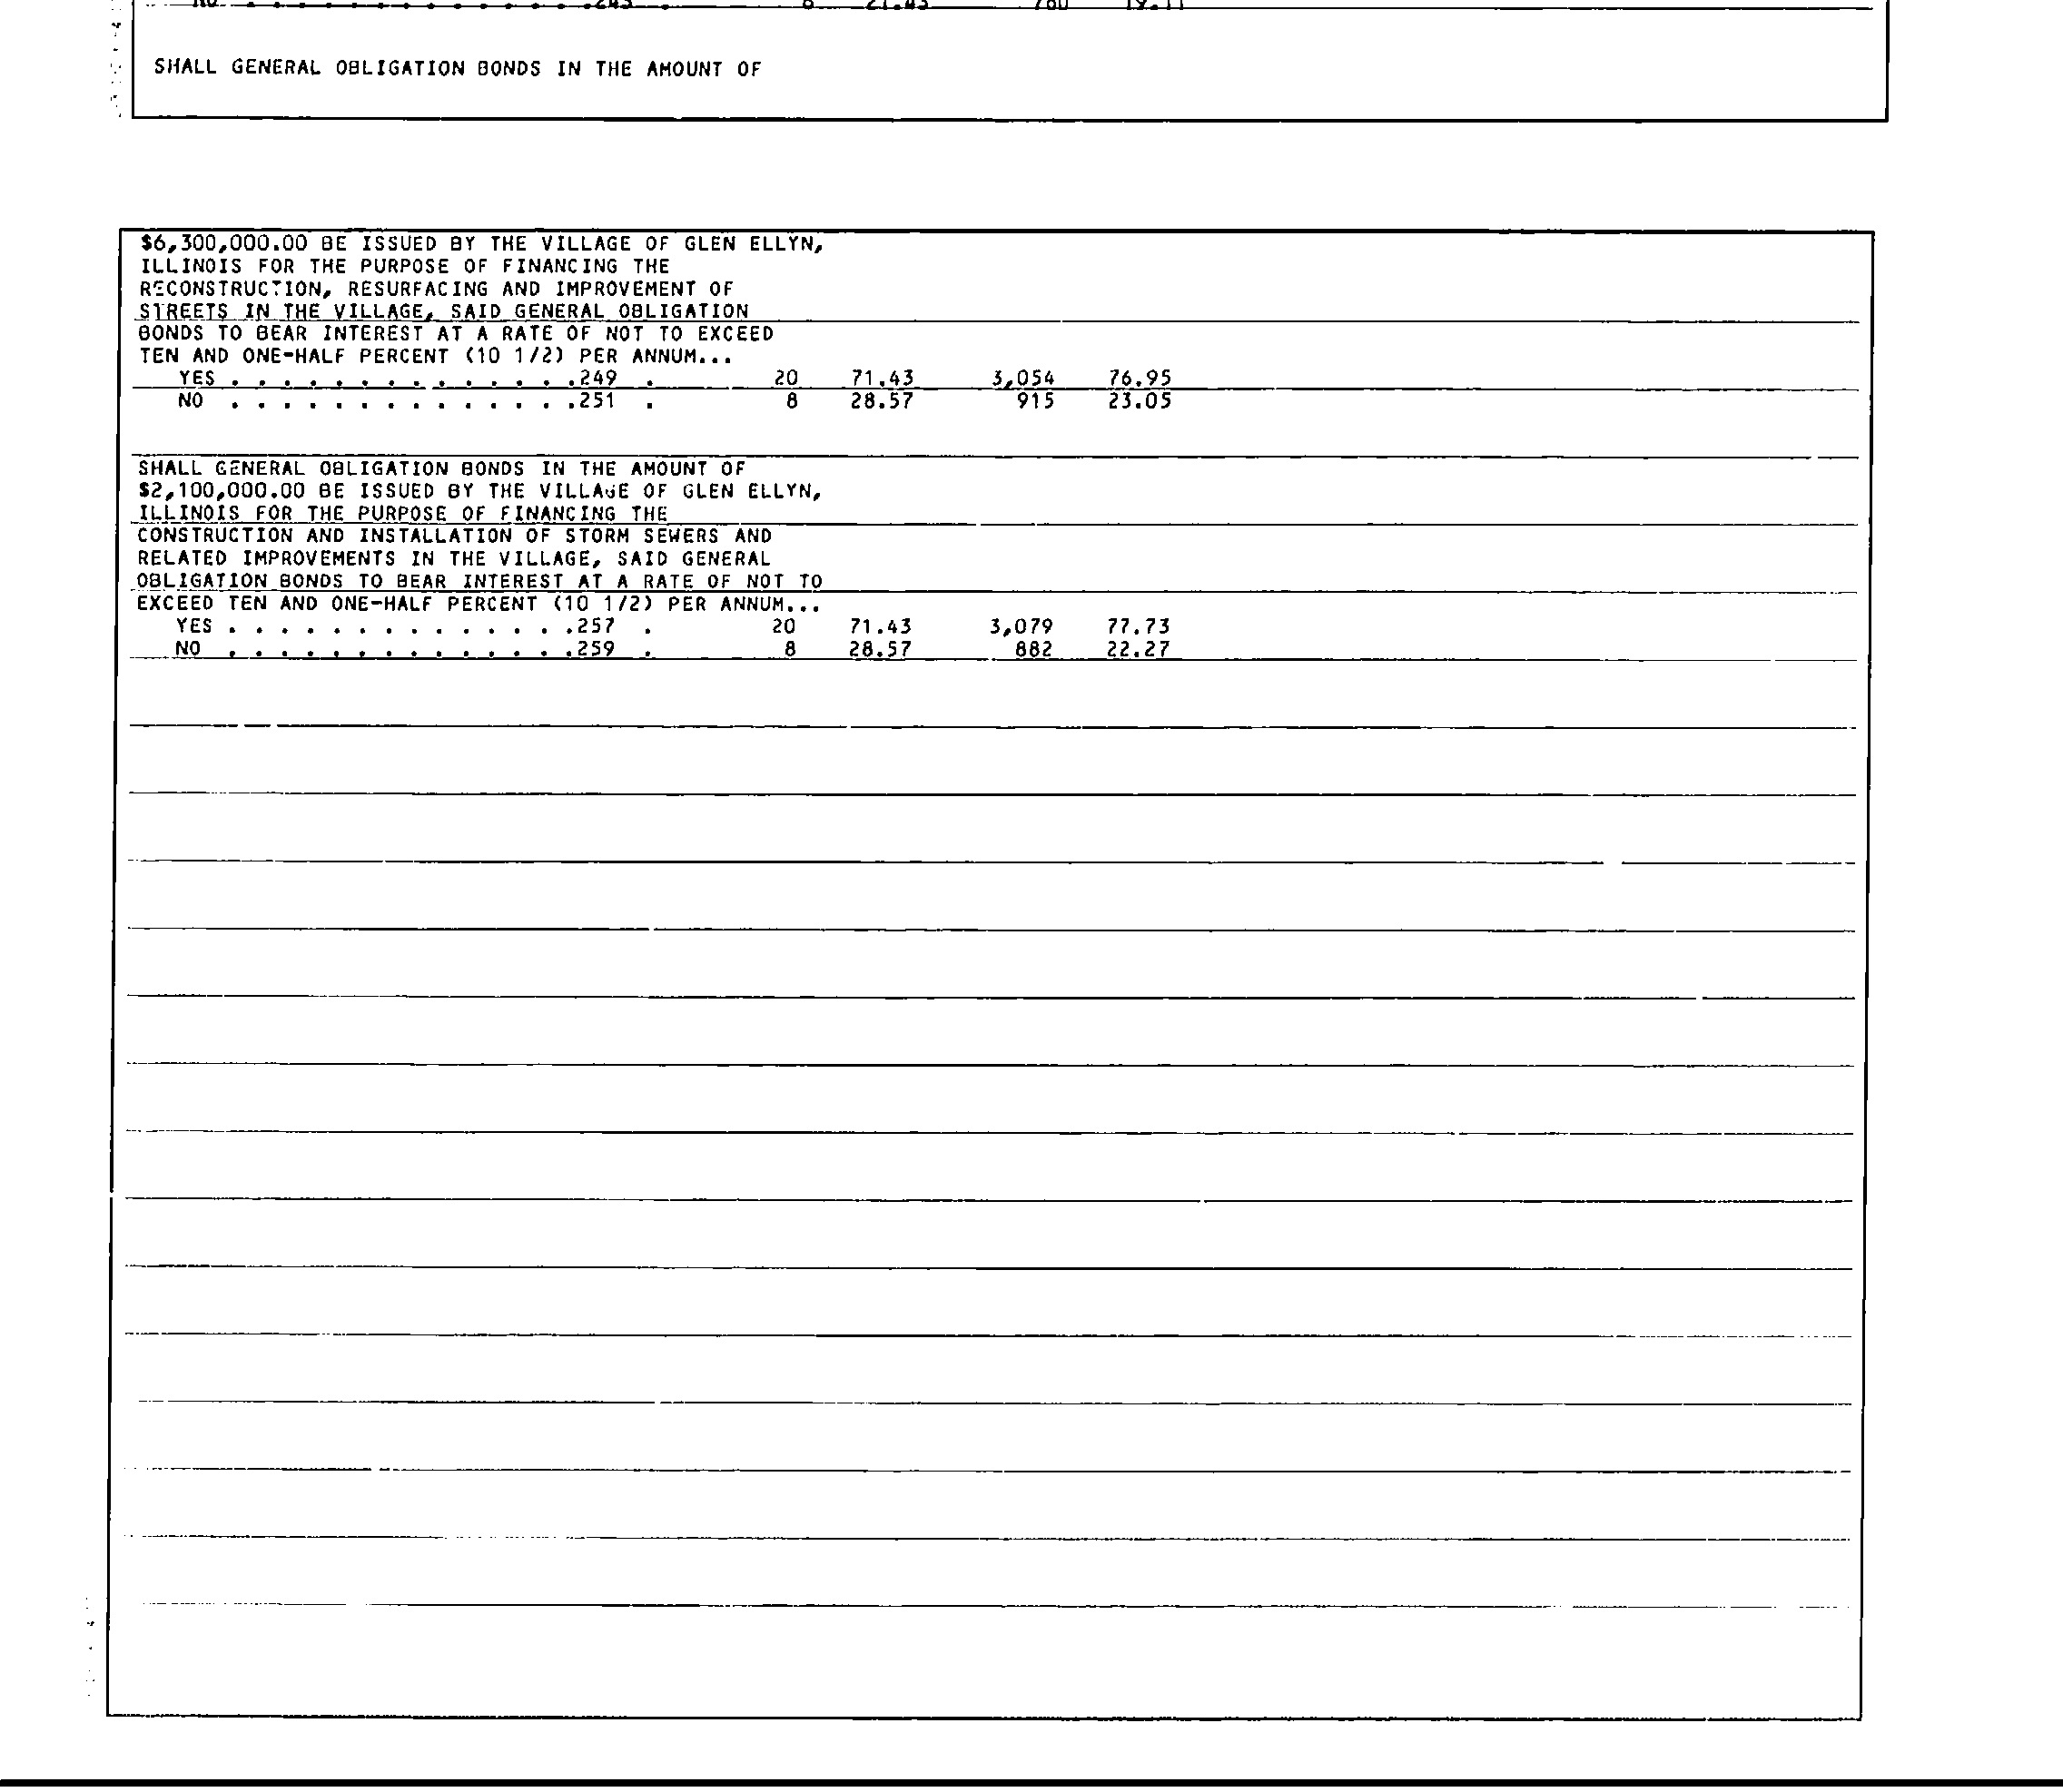 SHALL GENERAL OBLIGATION BONDS IN THE AMOUNT OF
$6,300,000.00 BE ISSUED BY THE VILLAGE OF GLEN ELLYN,
ILLINOIS FOR THE PURPOSE OF FINANCING THE
RECONSTRUCTION, RESURFACING AND IMPROVEMENT OF
STREETS IN THE VILLAGE, SAID GENERAL OBLIGATION
BONDS TO BEAR INTEREST AT A RATE OF NOT TO EXCEED
TEN AND ONE-HALF PERCENT (10 1/2) PER ANNUM...
YES . . . . . . . . . . . . . .249 . 20 71.43 3,054 76.95
NO . . . . . . . . . . . . . .251 . 8 28.57 915 23.05
SHALL GENERAL OBLIGATION BONDS IN THE AMOUNT OF
$2,100,000.00 BE ISSUED BY THE VILLAGE OF GLEN ELLYN,
ILLINOIS FOR THE PURPOSE OF FINANCING THE
CONSTRUCTION AND INSTALLATION OF STORM SEWERS AND
RELATED IMPROVEMENTS IN THE VILLAGE, SAID GENERAL
OBLIGATION BONDS TO BEAR INTEREST AT A RATE OF NOT TO
EXCEED TEN AND ONE-HALF PERCENT (10 1/2) PER ANNUM...
YES . . . . . . . . . . . . . .257 . 20 71.43 3,079 77.73
NO . . . . . . . . . . . . . .259 . 8 28.57 882 22.27